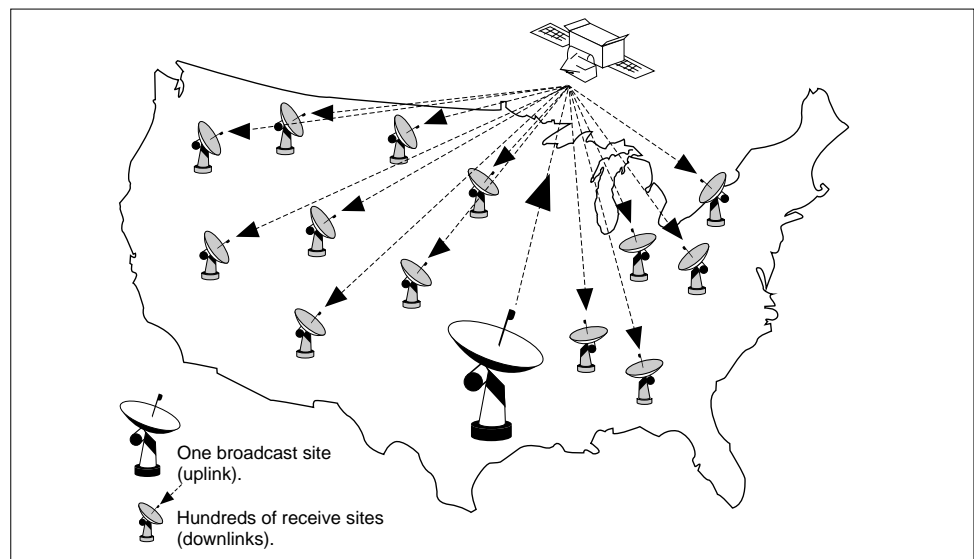 One broadcast site
(uplink).
Hundreds of receive sites
(downlinks).